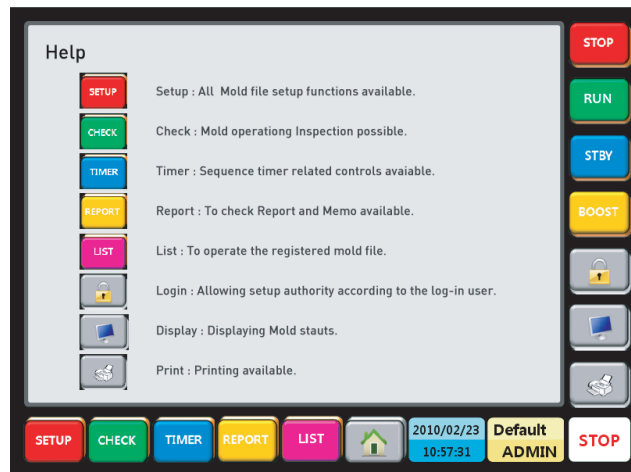 Help
SETUP Setup : All Mold file setup functions available.
CHECK Check : Mold operationg Inspection possible.
TIMER Timer : Sequence timer related controls avaiable.
REPORT Report : To check Report and Memo available.
LIST List : To operate the registered mold file.
Login : Allowing setup authority according to the log-in user.
Display : Displaying Mold stauts.
Print : Printing available.
STOP
RUN
STBY
BOOST
SETUP CHECK TIMER REPORT LIST 2010/02/23 Default STOP
10:57:31 ADMIN